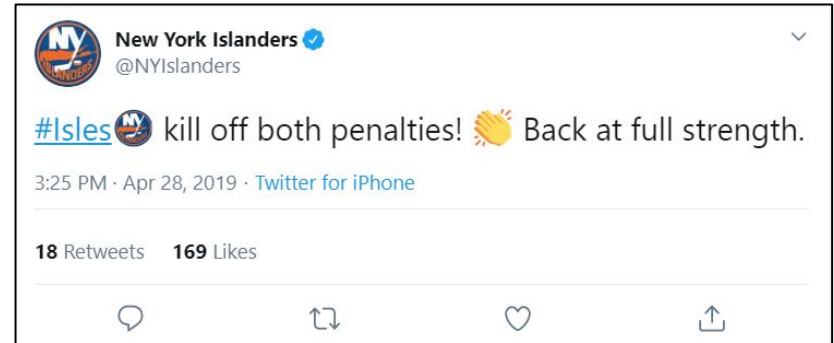 New York Islanders
@NYIslanders
#Isles kill off both penalties! 👏 Back at full strength.
3:25 PM · Apr 28, 2019 · Twitter for iPhone
18 Retweets 169 Likes